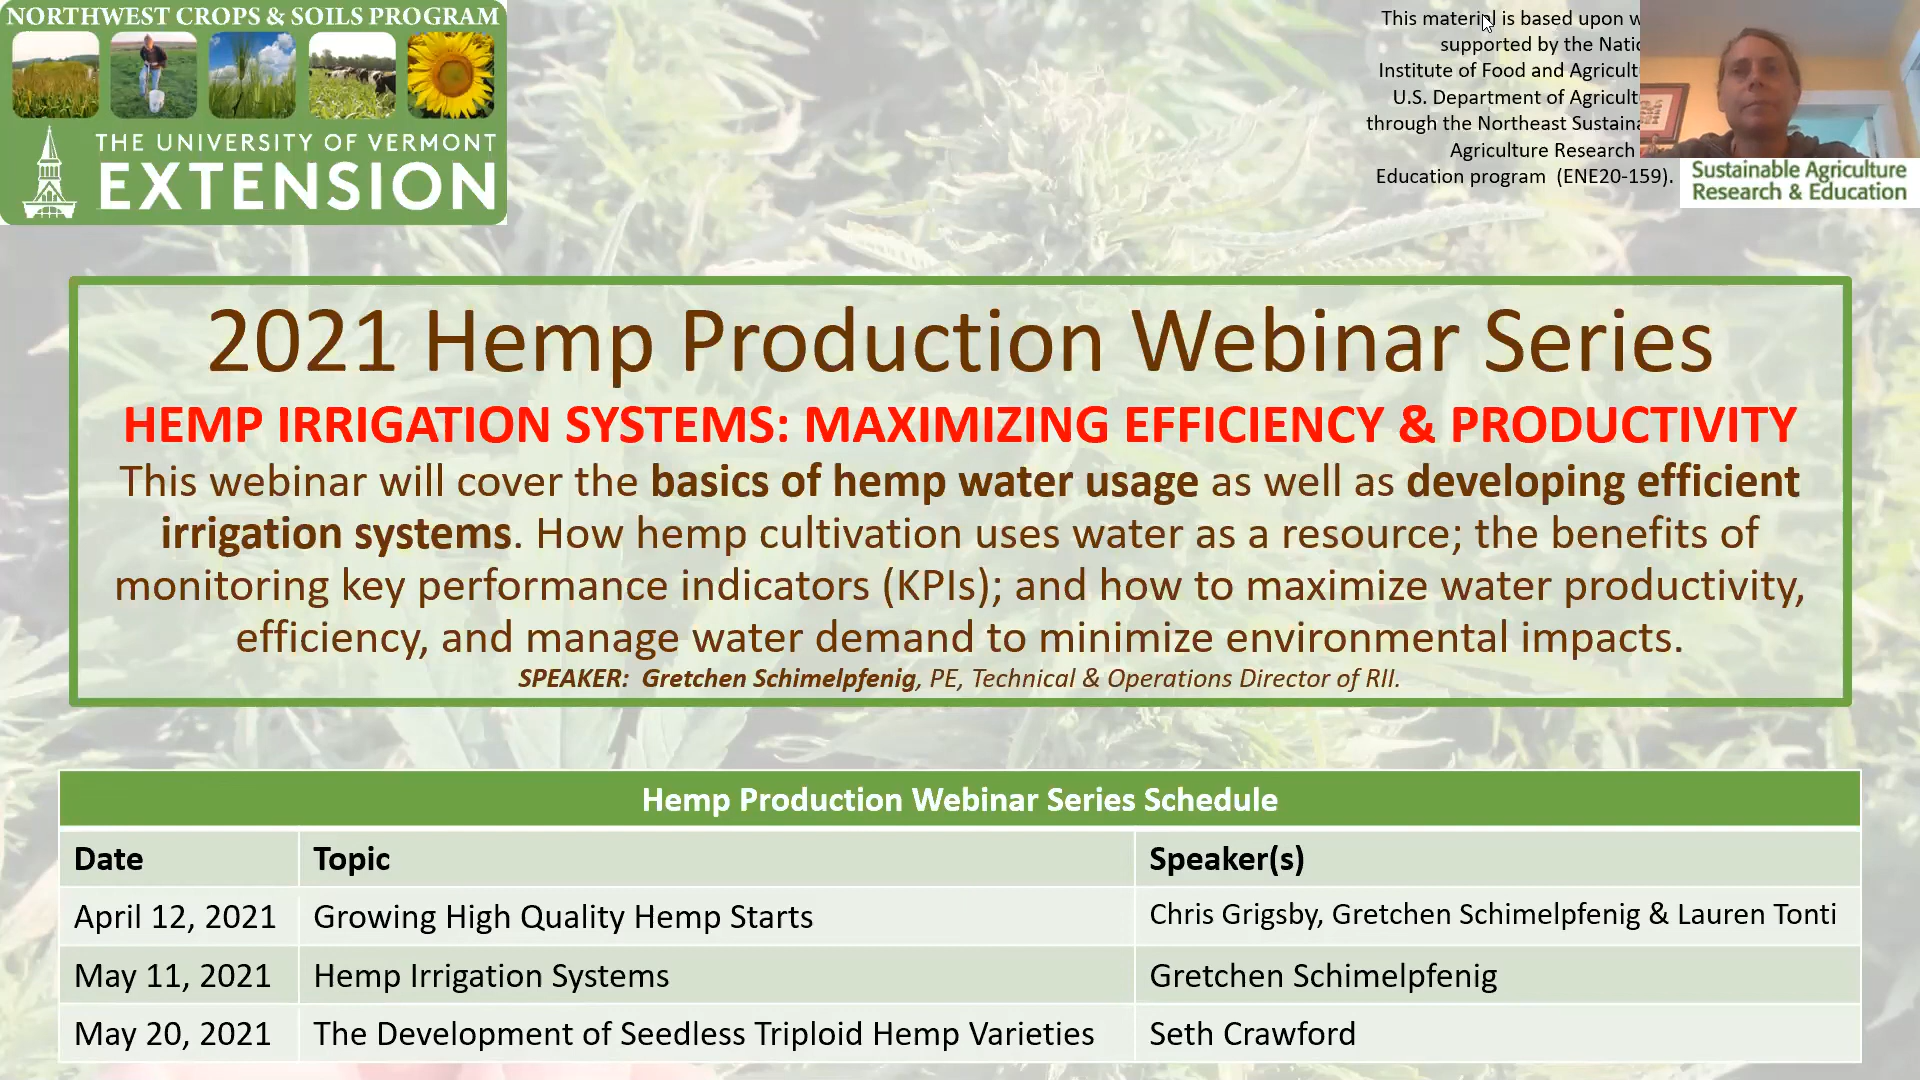 NORTHWEST CROPS & SOILS PROGRAM
THE UNIVERSITY OF VERMONT
EXTENSION
This material is based upon
supported by the
Institute of Food and
U.S. Department of
through the Northeast
Agriculture Research
Education program (ENE20-159).
Sustainable Agriculture
Research & Education
2021 Hemp Production Webinar Series
HEMP IRRIGATION SYSTEMS: MAXIMIZING EFFICIENCY & PRODUCTIVITY
This webinar will cover the basics of hemp water usage as well as developing efficient
irrigation systems. How hemp cultivation uses water as a resource; the benefits of
monitoring key performance indicators (KPIs); and how to maximize water productivity,
efficiency, and manage water demand to minimize environmental impacts.
SPEAKER: Gretchen Schimelpfenig, PE, Technical & Operations Director of RII.
Hemp Production Webinar Series Schedule
Date Topic Speaker(s)
April 12, 2021 Growing High Quality Hemp Starts Chris Grigsby, Gretchen Schimelpfenig & Lauren Tonti
May 11, 2021 Hemp Irrigation Systems Gretchen Schimelpfenig
May 20, 2021 The Development of Seedless Triploid Hemp Varieties Seth Crawford